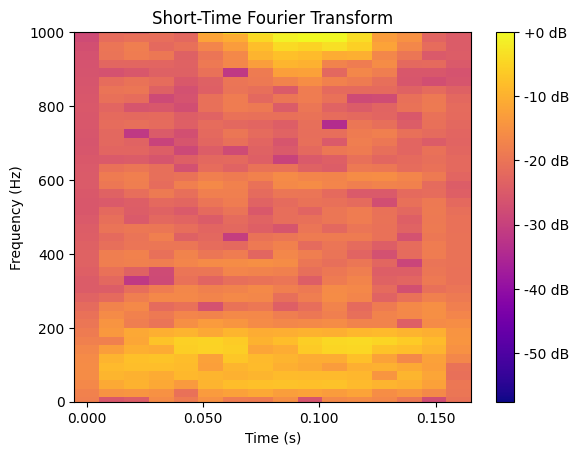 Short-Time Fourier Transform
1000
800
600
400
200
0
Frequency (Hz)
0.000
0.050
0.100
0.150
Time (s)
+0 dB
-10 dB
-20 dB
-30 dB
-40 dB
-50 dB